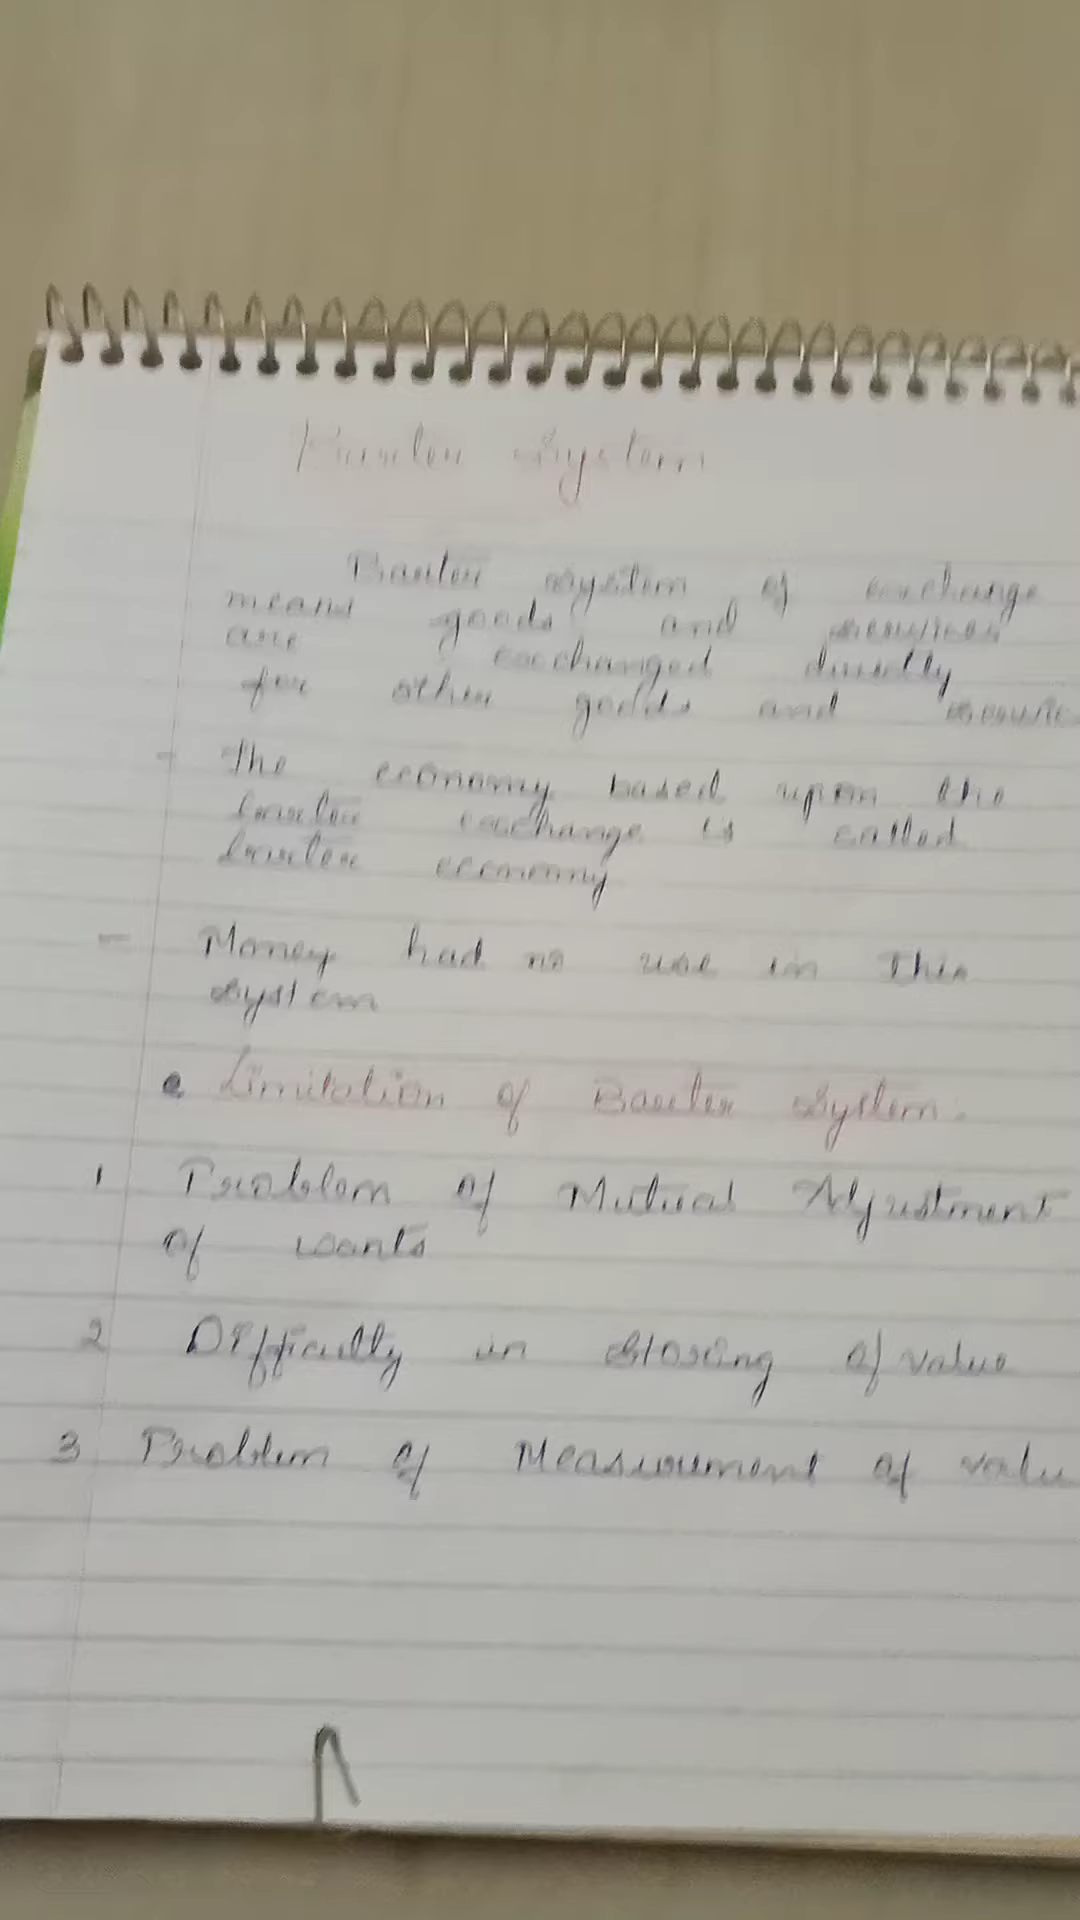 Barter System
Barter system of exchange
means goods and services
are exchanged directly
for other goods and
- The economy based upon the
barter exchange is called
barter economy
- Money had no use in this
system
Limitation of Barter System.
1 Problem of Mutual Adjustment
of wants
2 Difficulty in storing of value
3 Problem of Measurement of valu